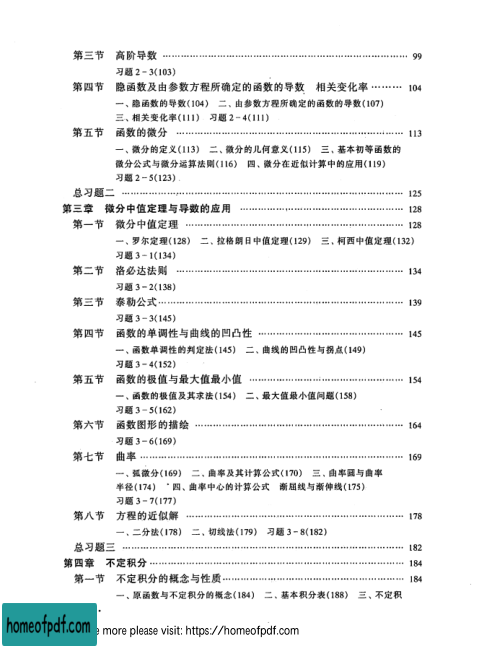 第三节 高阶导数 …… 99
习题2-3(103)
第四节 隐函数及由参数方程所确定的函数的导数 相关变化率 …… 104
一、隐函数的导数(104) 二、由参数方程所确定的函数的导数(107)
三、相关变化率(111) 习题2-4(111)
第五节 函数的微分 …… 113
一、微分的定义(113) 二、微分的几何意义(115) 三、基本初等函数的
微分公式与微分运算法则(116) 四、微分在近似计算中的应用(119)
习题2-5(123)
总习题二 …… 125
第三章 微分中值定理与导数的应用 …… 128
第一节 微分中值定理 …… 128
一、罗尔定理(128) 二、拉格朗日中值定理(129) 三、柯西中值定理(132)
习题3-1(134)
第二节 洛必达法则 …… 134
习题3-2(138)
第三节 泰勒公式 …… 139
习题3-3(145)
第四节 函数的单调性与曲线的凹凸性 …… 145
一、函数单调性的判定法(145) 二、曲线的凹凸性与拐点(149)
习题3-4(152)
第五节 函数的极值与最大值最小值 …… 154
一、函数的极值及其求法(154) 二、最大值最小值问题(158)
习题3-5(162)
第六节 函数图形的描绘 …… 164
习题3-6(169)
第七节 曲率 …… 169
一、弧微分(169) 二、曲率及其计算公式(170) 三、曲率圆与曲率
半径(174) *四、曲率中心的计算公式 渐屈线与渐伸线(175)
习题3-7(177)
第八节 方程的近似解 …… 178
一、二分法(178) 二、切线法(179) 习题3-8(182)
总习题三 …… 182
第四章 不定积分 …… 184
第一节 不定积分的概念与性质 …… 184
一、原函数与不定积分的概念(184) 二、基本积分表(188) 三、不定积
homeofpdf.com
more please visit: https://homeofpdf.com